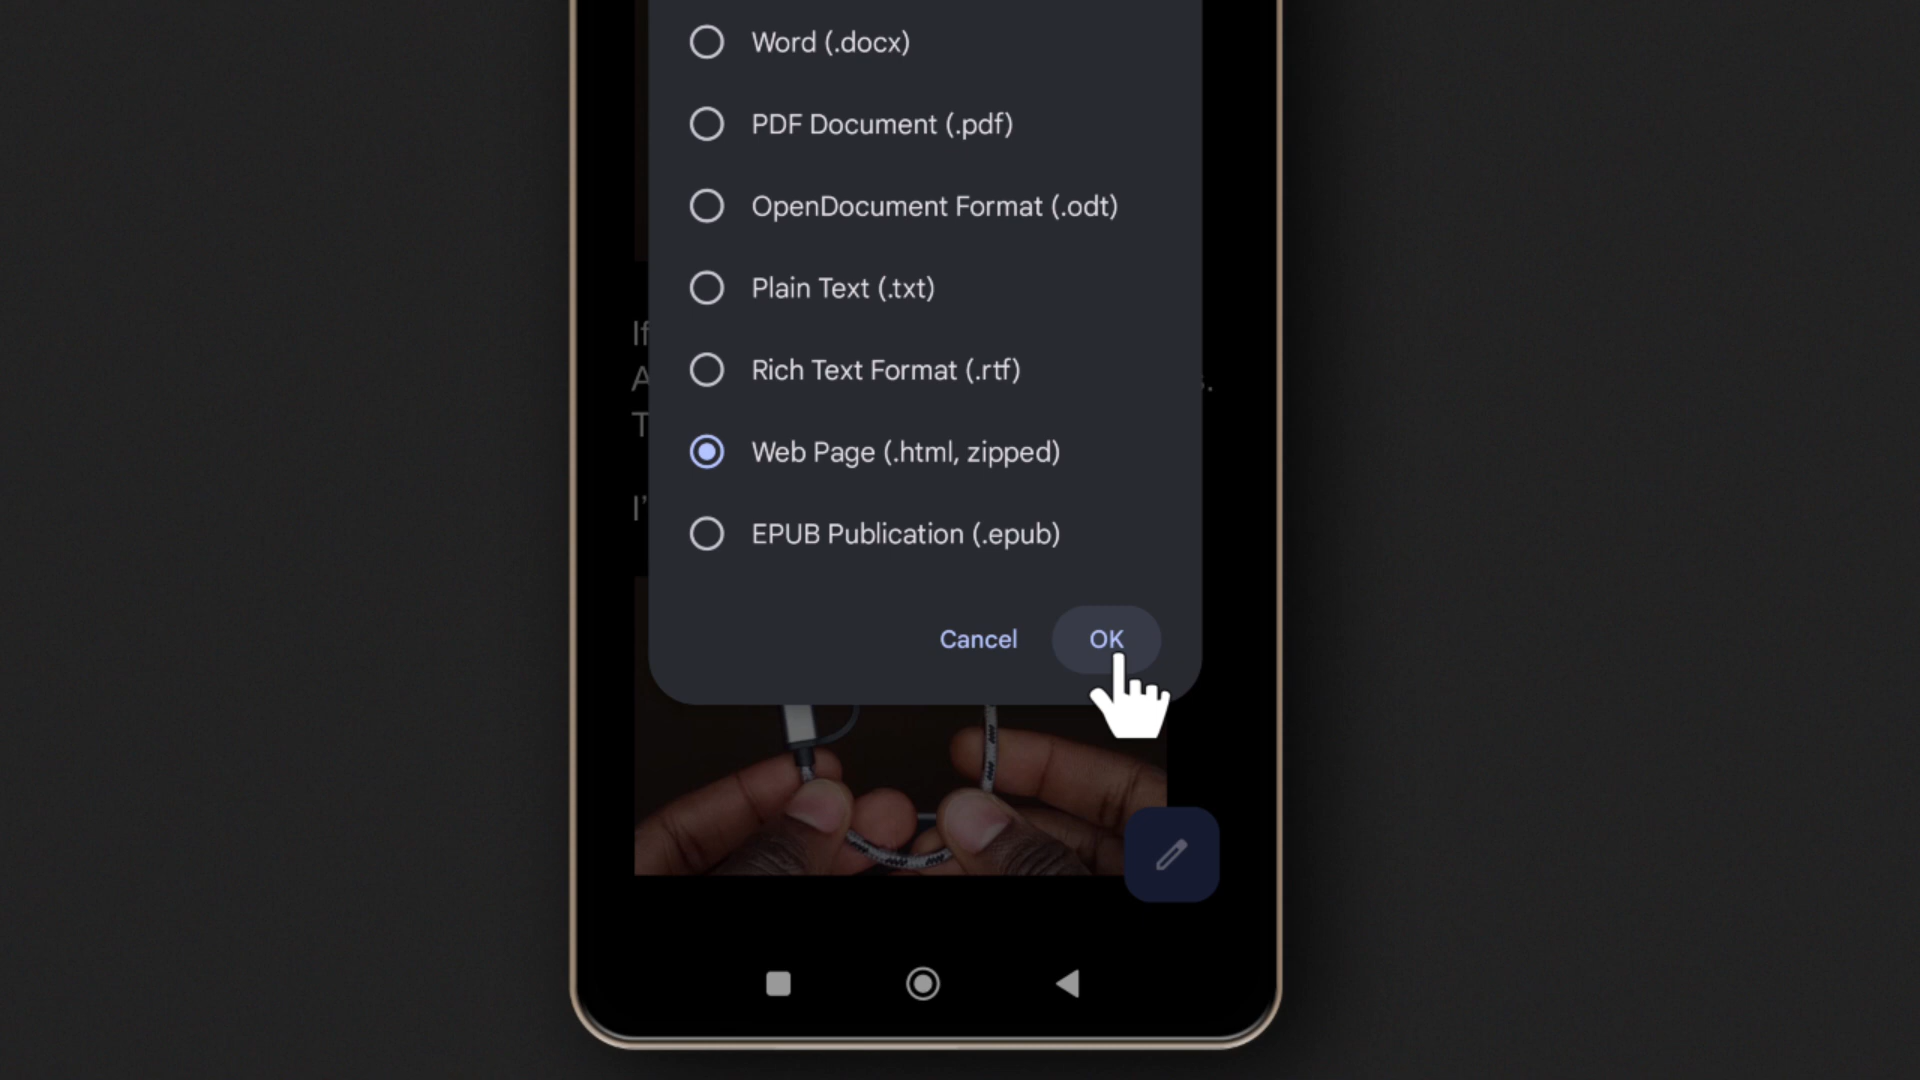 Word (.docx)
PDF Document (.pdf)
OpenDocument Format (.odt)
Plain Text (.txt)
If
Rich Text Format (.rtf)
A
T
Web Page (.html, zipped)
I'
EPUB Publication (.epub)
Cancel
OK